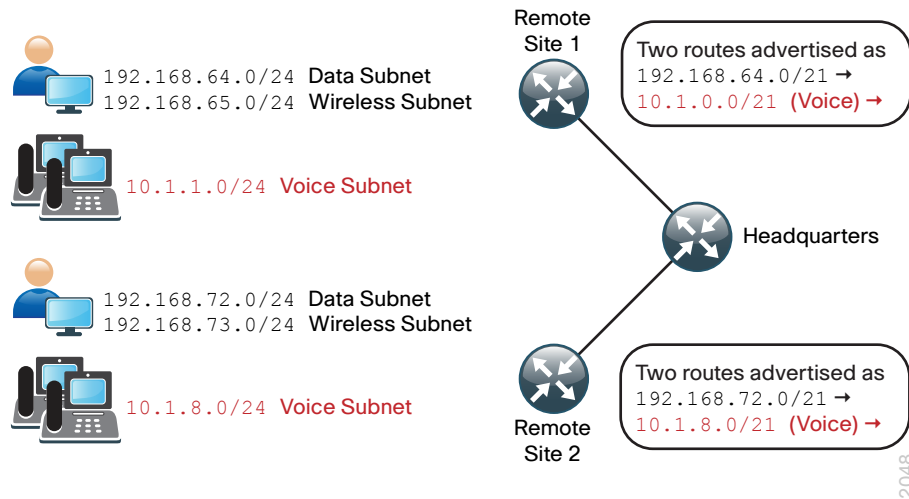 192.168.64.0/24 Data Subnet
192.168.65.0/24 Wireless Subnet
10.1.1.0/24 Voice Subnet
192.168.72.0/24 Data Subnet
192.168.73.0/24 Wireless Subnet
10.1.8.0/24 Voice Subnet
Remote
Site 1
Two routes advertised as
192.168.64.0/21 →
10.1.0.0/21 (Voice) →
Headquarters
Remote
Site 2
Two routes advertised as
192.168.72.0/21 →
10.1.8.0/21 (Voice) →
2048